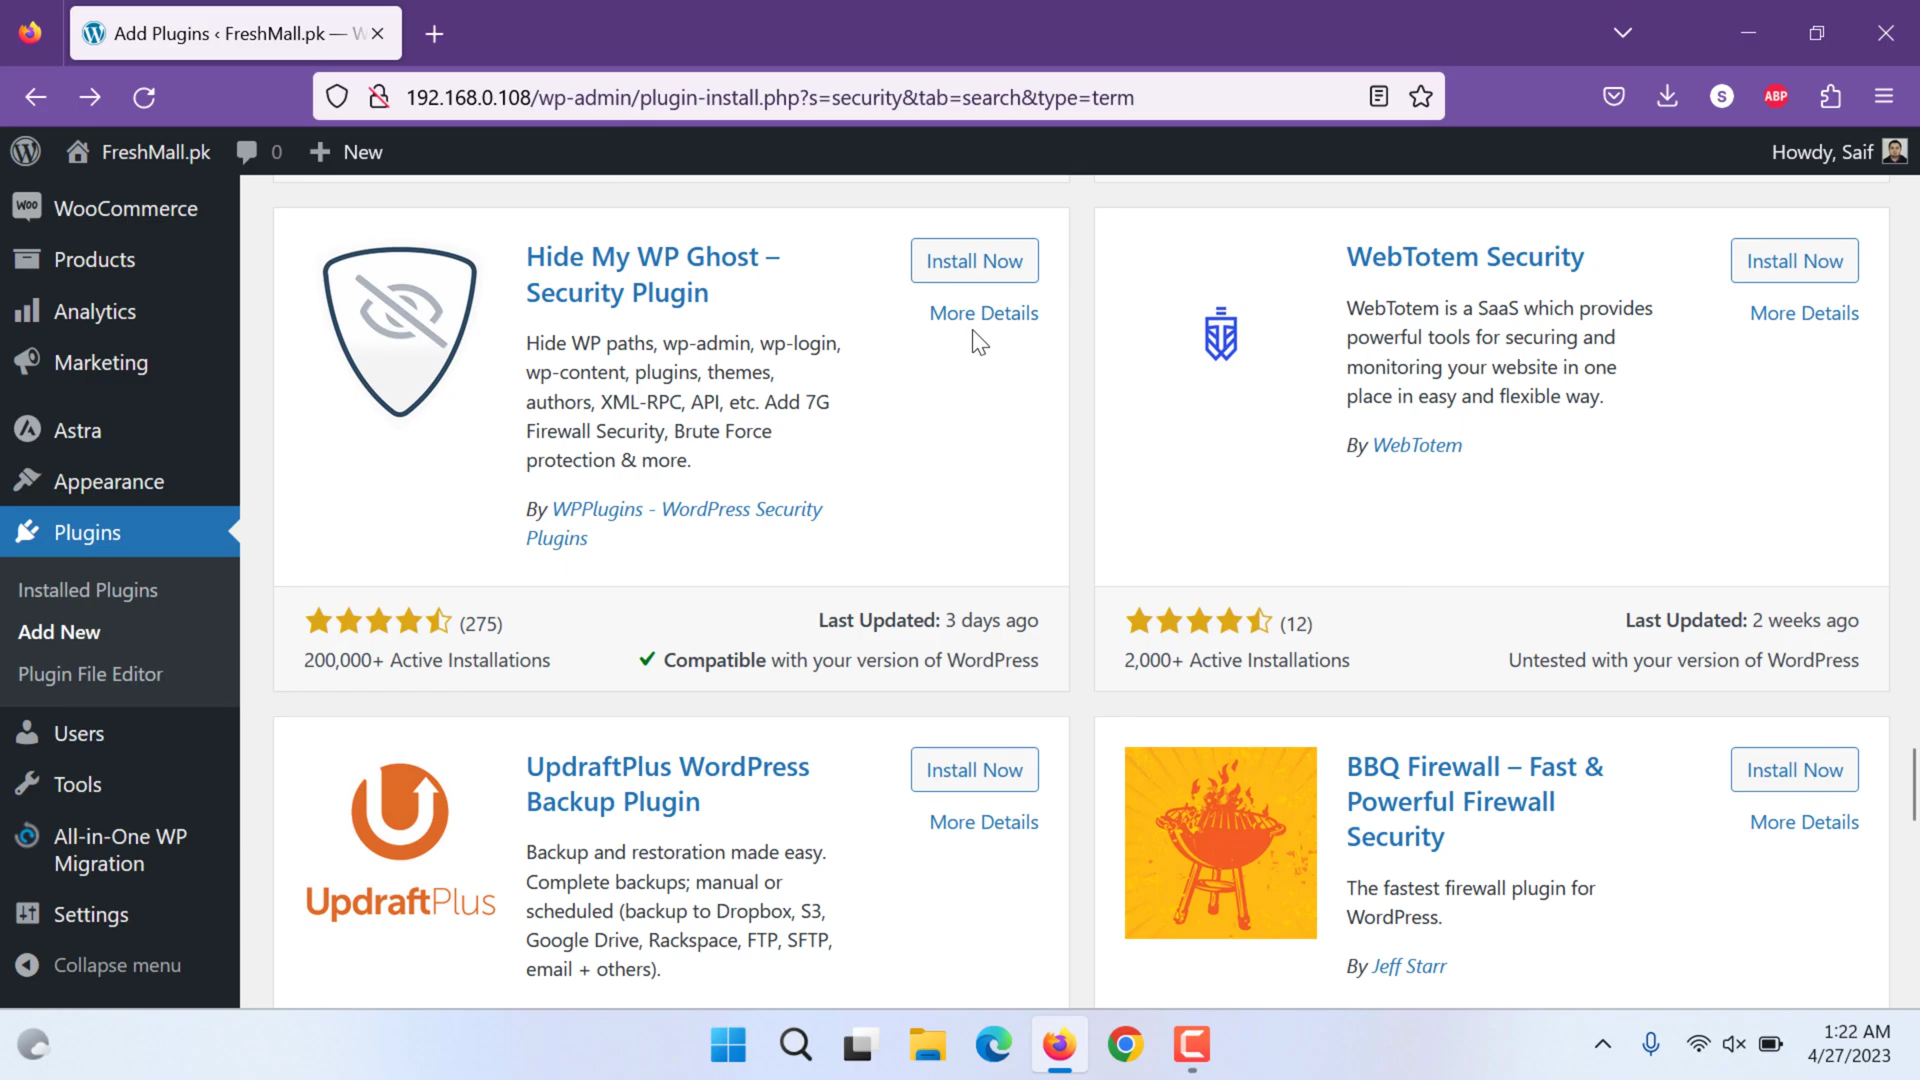 Add Plugins ‹ FreshMall.pk — W
192.168.0.108/wp-admin/plugin-install.php?s=security&tab=search&type=term
S
ABP
FreshMall.pk
0
New
Howdy, Saif
Woo
WooCommerce
Products
Analytics
Marketing
Astra
Appearance
Plugins
Installed Plugins
Add New
Plugin File Editor
Users
Tools
All-in-One WP
Migration
Settings
Collapse menu
Hide My WP Ghost –
Security Plugin
Install Now
More Details
Hide WP paths, wp-admin, wp-login,
wp-content, plugins, themes,
authors, XML-RPC, API, etc. Add 7G
Firewall Security, Brute Force
protection & more.
By WPPlugins - WordPress Security
Plugins
(275)
Last Updated: 3 days ago
200,000+ Active Installations
Compatible with your version of WordPress
WebTotem Security
Install Now
More Details
WebTotem is a SaaS which provides
powerful tools for securing and
monitoring your website in one
place in easy and flexible way.
By WebTotem
(12)
Last Updated: 2 weeks ago
2,000+ Active Installations
Untested with your version of WordPress
UpdraftPlus
UpdraftPlus WordPress
Backup Plugin
Install Now
More Details
Backup and restoration made easy.
Complete backups; manual or
scheduled (backup to Dropbox, S3,
Google Drive, Rackspace, FTP, SFTP,
email + others).
BBQ Firewall – Fast &
Powerful Firewall
Security
Install Now
More Details
The fastest firewall plugin for
WordPress.
By Jeff Starr
1:22 AM
4/27/2023